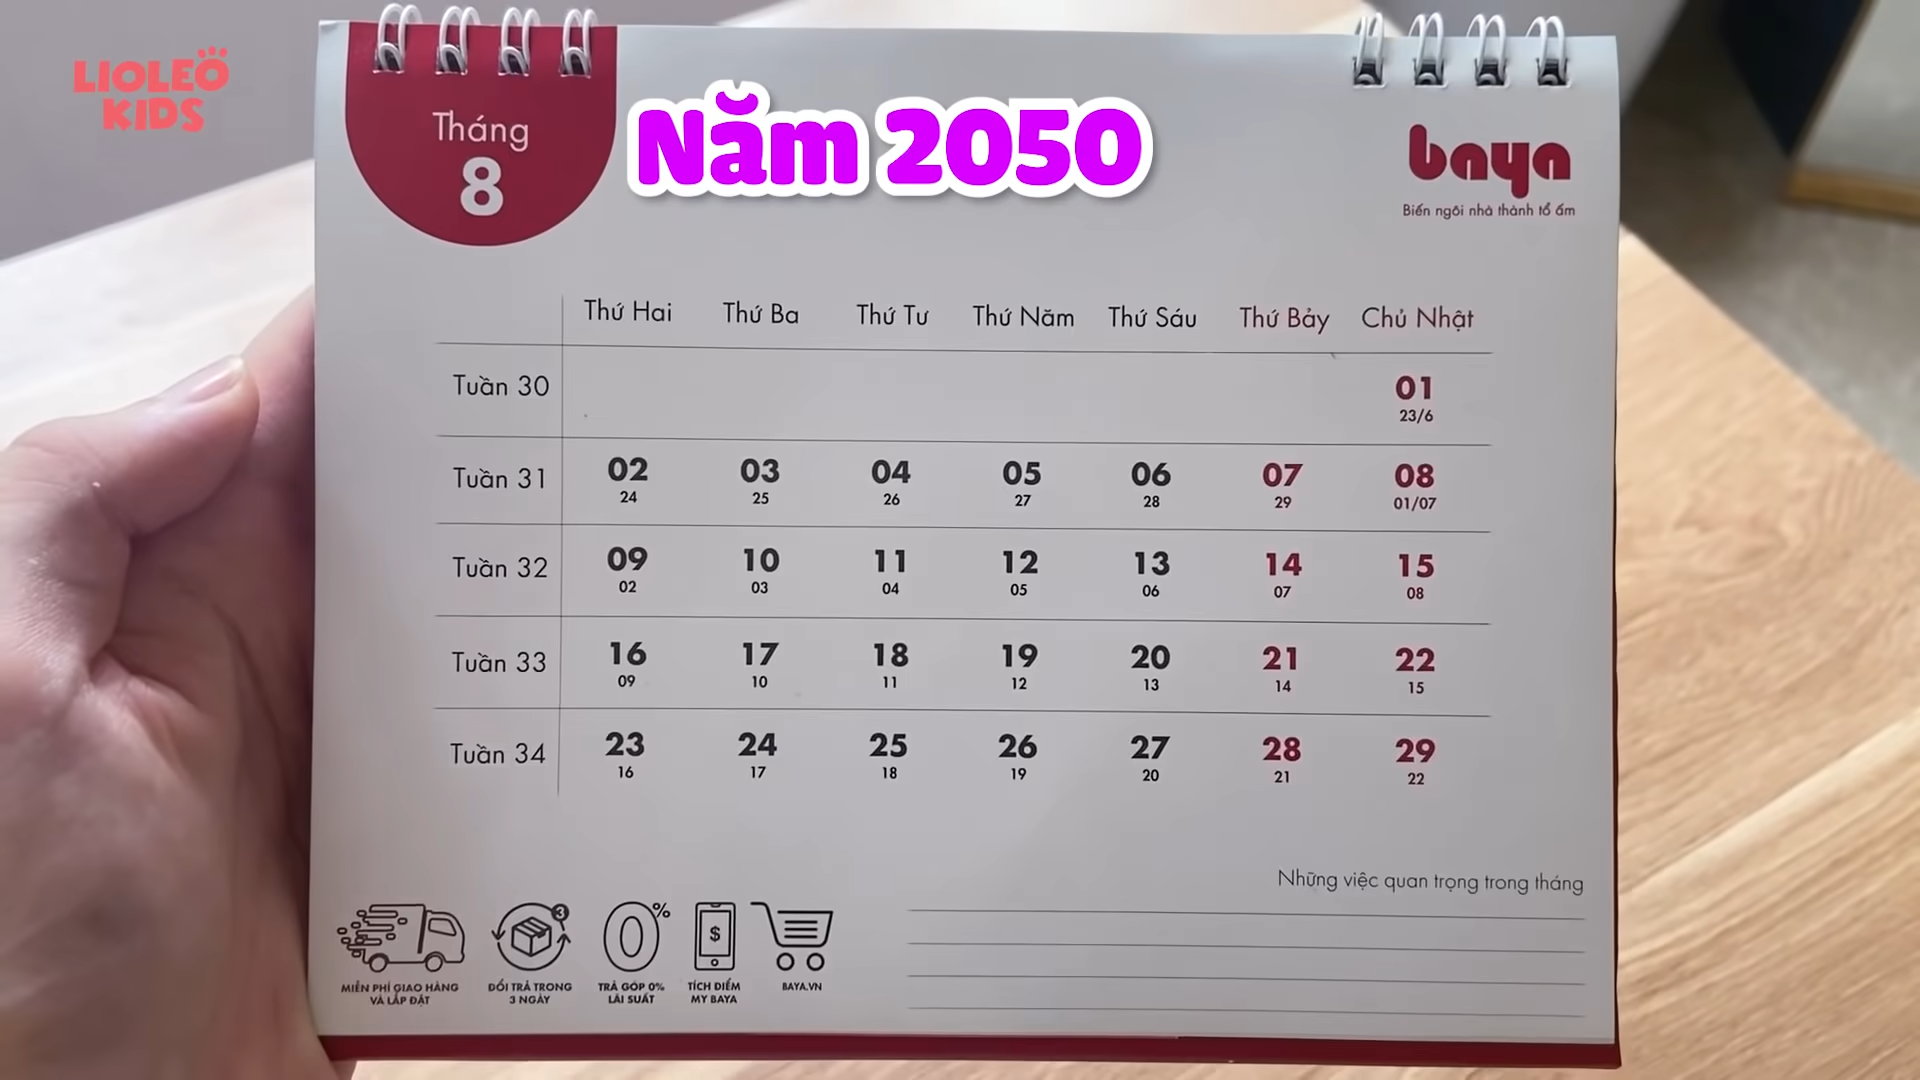 LIOLEO
KIDS
Tháng
8
Năm 2050
baya
Biến ngôi nhà thành tổ ấm
Thứ Hai Thứ Ba Thứ Tư Thứ Năm Thứ Sáu Thứ Bảy Chủ Nhật
Tuần 30 01
23/6
Tuần 31 02 03 04 05 06 07 08
24 25 26 27 28 29 01/07
Tuần 32 09 10 11 12 13 14 15
02 03 04 05 06 07 08
Tuần 33 16 17 18 19 20 21 22
09 10 11 12 13 14 15
Tuần 34 23 24 25 26 27 28 29
16 17 18 19 20 21 22
Những việc quan trọng trong tháng
3
0%
$
MIỄN PHÍ GIAO HÀNG
VÀ LẮP ĐẶT
ĐỔI TRẢ TRONG
3 NGÀY
TRẢ GÓP 0%
LÃI SUẤT
TÍCH ĐIỂM
MY BAYA
BAYA.VN